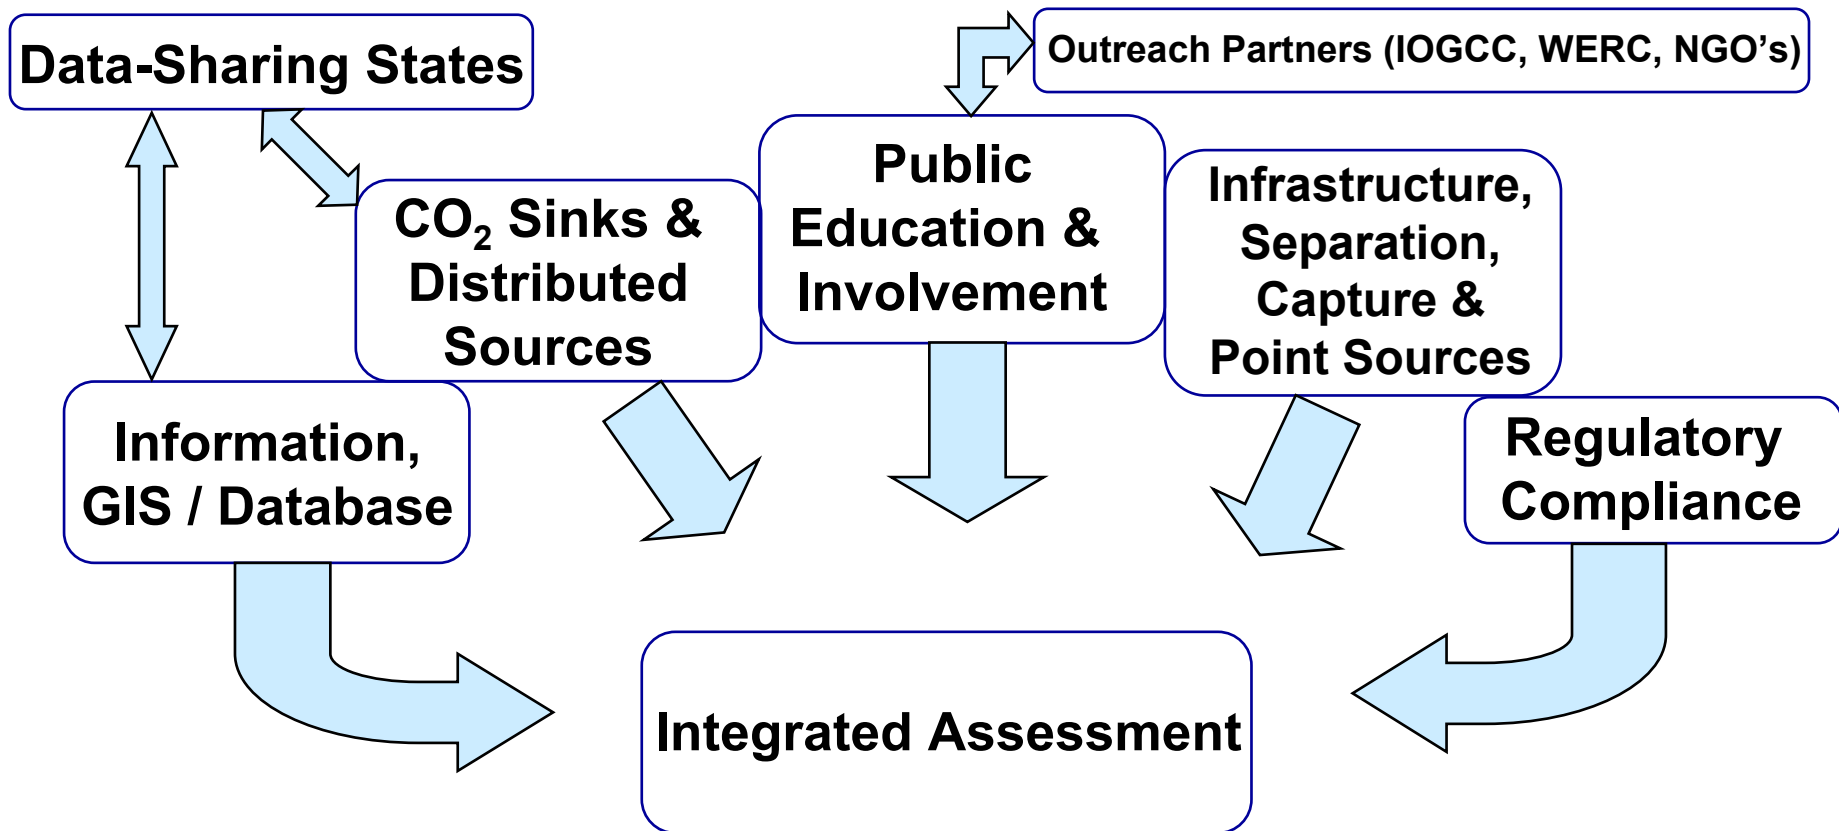 Data-Sharing States
Outreach Partners (IOGCC, WERC, NGO's)
CO₂ Sinks &
Distributed
Sources
Public
Education &
Involvement
Infrastructure,
Separation,
Capture &
Point Sources
Information,
GIS / Database
Regulatory
Compliance
Integrated Assessment